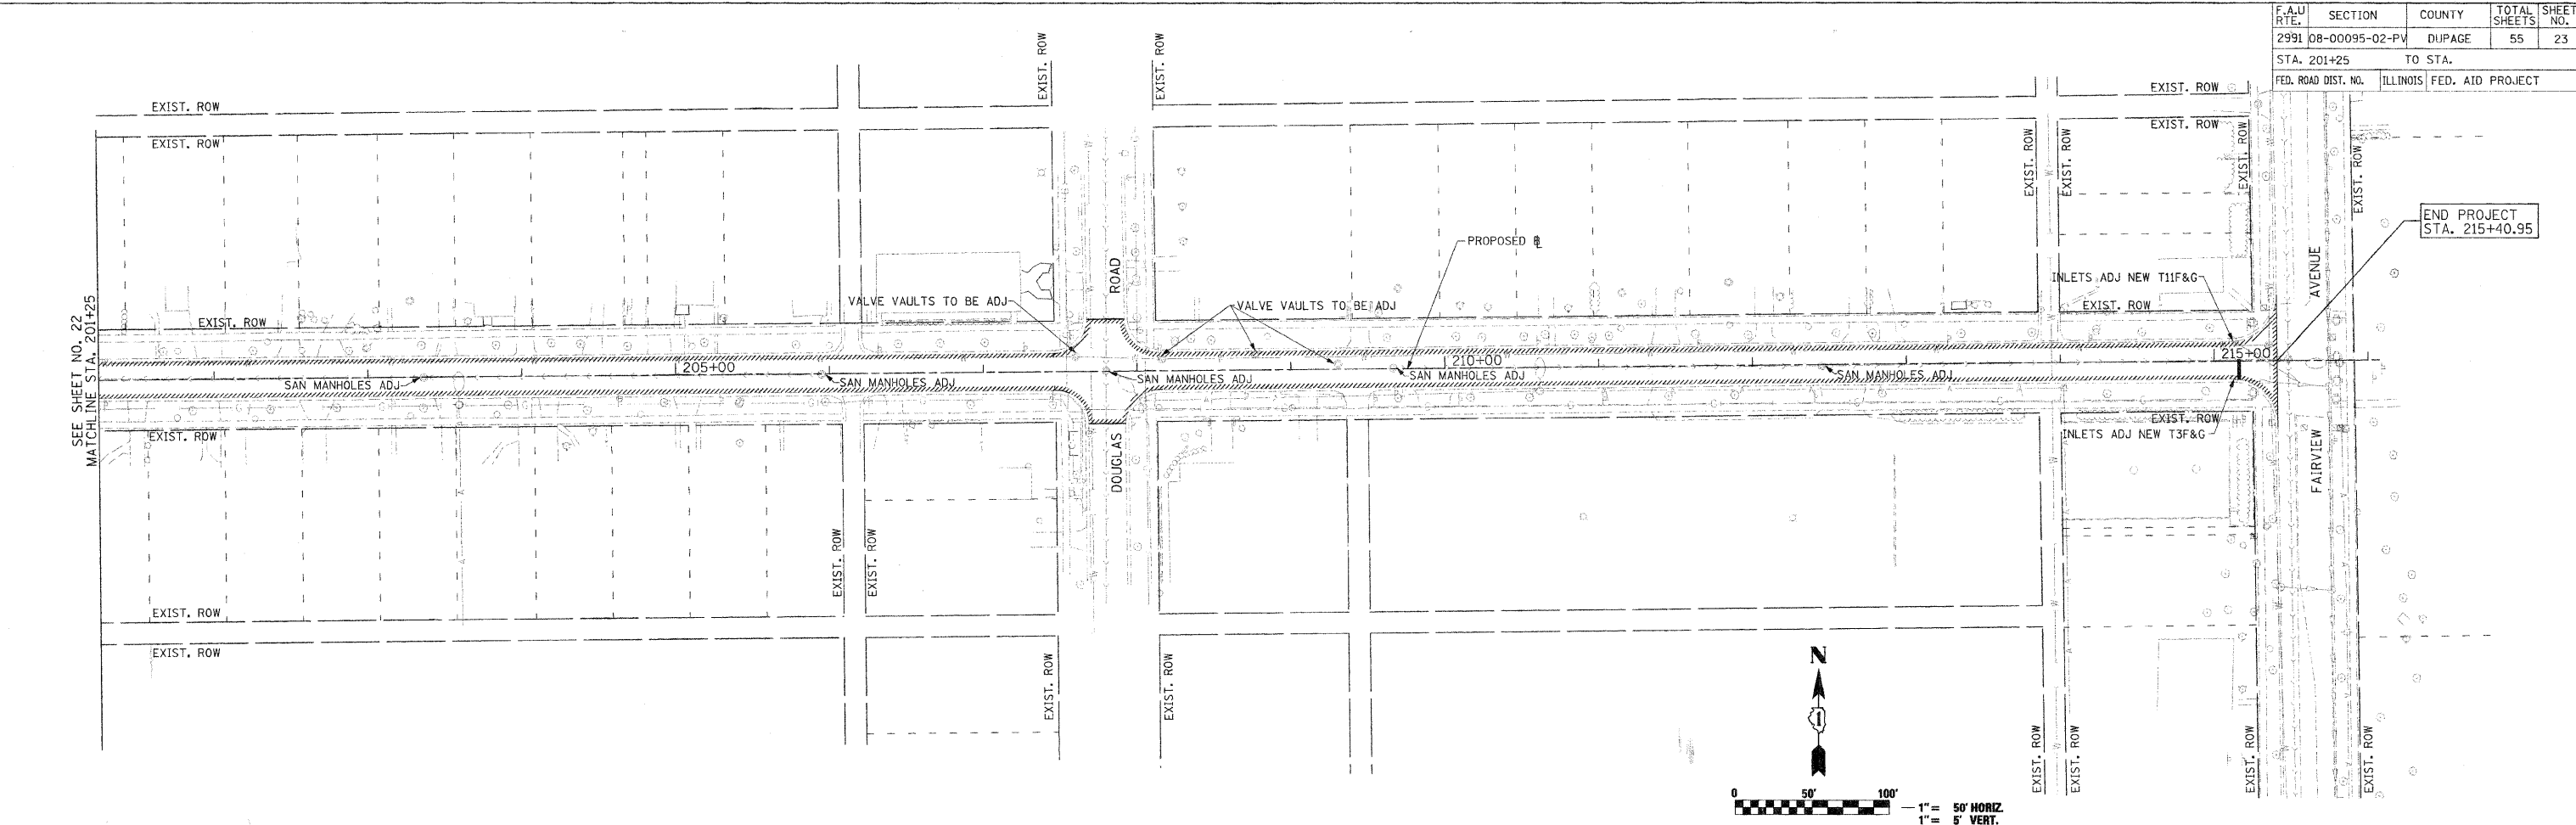 F.A.U RTE.
SECTION
COUNTY
TOTAL SHEETS
SHEET NO.
2991
08-00095-02-PV
DUPAGE
55
23
STA. 201+25
TO STA.
FED. ROAD DIST. NO.
ILLINOIS
FED. AID PROJECT
EXIST. ROW
EXIST. ROW
EXIST. ROW
EXIST. ROW
EXIST. ROW
EXIST. ROW
EXIST. ROW
EXIST. ROW
EXIST. ROW
EXIST. ROW
END PROJECT
STA. 215+40.95
PROPOSED
ROAD
AVENUE
INLETS ADJ NEW T11F&G
VALVE VAULTS TO BE ADJ
VALVE VAULTS TO BE ADJ
EXIST. ROW
EXIST. ROW
SEE SHEET NO. 22
MATCHLINE STA. 201+25
205+00
210+00
215+00
SAN MANHOLES ADJ
SAN MANHOLES ADJ
SAN MANHOLES ADJ
SAN MANHOLES ADJ
SAN MANHOLES ADJ
EXIST. ROW
EXIST. ROW
INLETS ADJ NEW T3F&G
DOUGLAS
FAIRVIEW
EXIST. ROW
EXIST. ROW
EXIST. ROW
EXIST. ROW
EXIST. ROW
EXIST. ROW
EXIST. ROW
EXIST. ROW
EXIST. ROW
EXIST. ROW
N
1
0 50' 100'
1"= 50' HORIZ.
1"= 5' VERT.